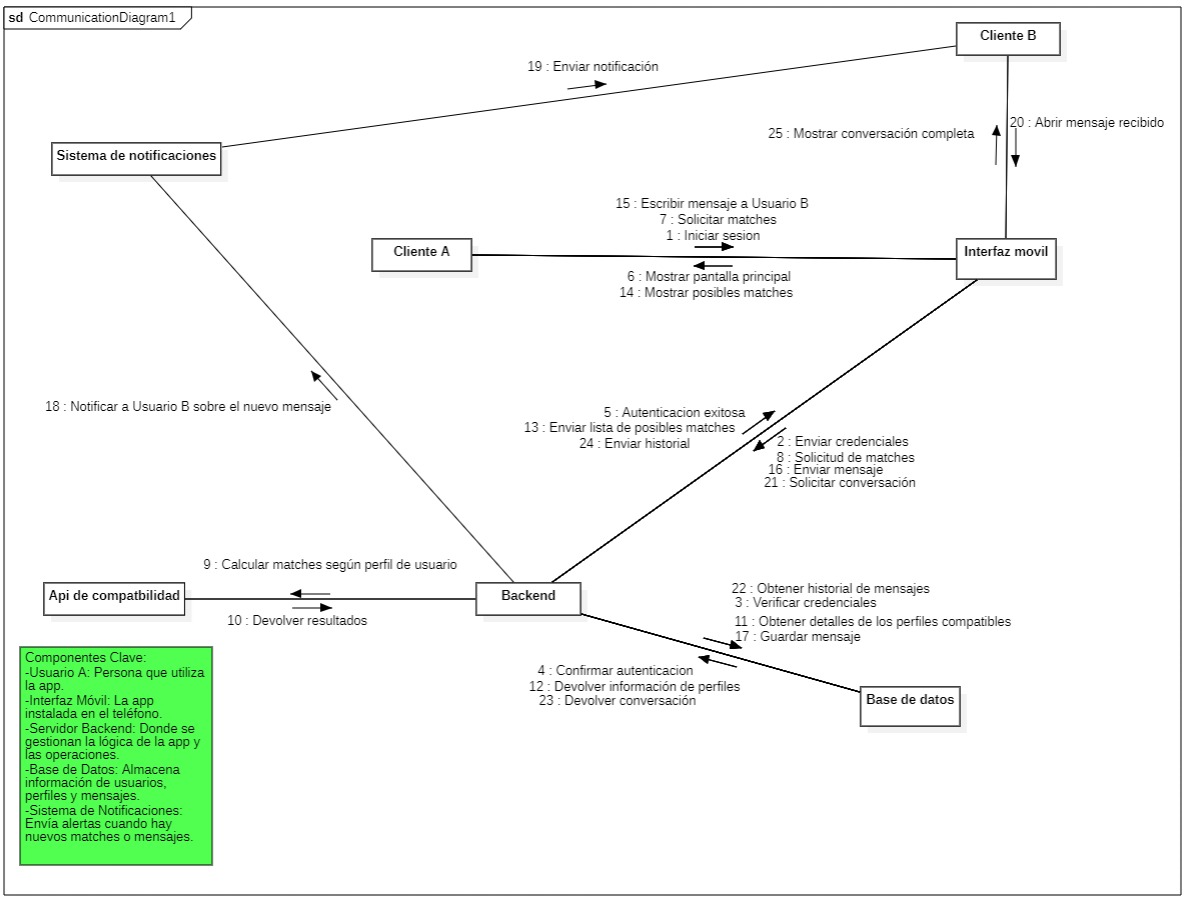 sd CommunicationDiagram1
Cliente B
19 : Enviar notificación
20 : Abrir mensaje recibido
25 : Mostrar conversación completa
Sistema de notificaciones
15 : Escribir mensaje a Usuario B
7 : Solicitar matches
1 : Iniciar sesion
Cliente A
Interfaz movil
6 : Mostrar pantalla principal
14 : Mostrar posibles matches
18 : Notificar a Usuario B sobre el nuevo mensaje
5 : Autenticacion exitosa
13 : Enviar lista de posibles matches
24 : Enviar historial
2 : Enviar credenciales
8 : Solicitud de matches
16 : Enviar mensaje
21 : Solicitar conversación
9 : Calcular matches según perfil de usuario
Api de compatbilidad
Backend
10 : Devolver resultados
22 : Obtener historial de mensajes
3 : Verificar credenciales
11 : Obtener detalles de los perfiles compatibles
17 : Guardar mensaje
4 : Confirmar autenticacion
12 : Devolver información de perfiles
23 : Devolver conversación
Base de datos
Componentes Clave:
-Usuario A: Persona que utiliza
la app.
-Interfaz Móvil: La app
instalada en el teléfono.
-Servidor Backend: Donde se
gestionan la lógica de la app y
las operaciones.
-Base de Datos: Almacena
información de usuarios,
perfiles y mensajes.
-Sistema de Notificaciones:
Envía alertas cuando hay
nuevos matches o mensajes.